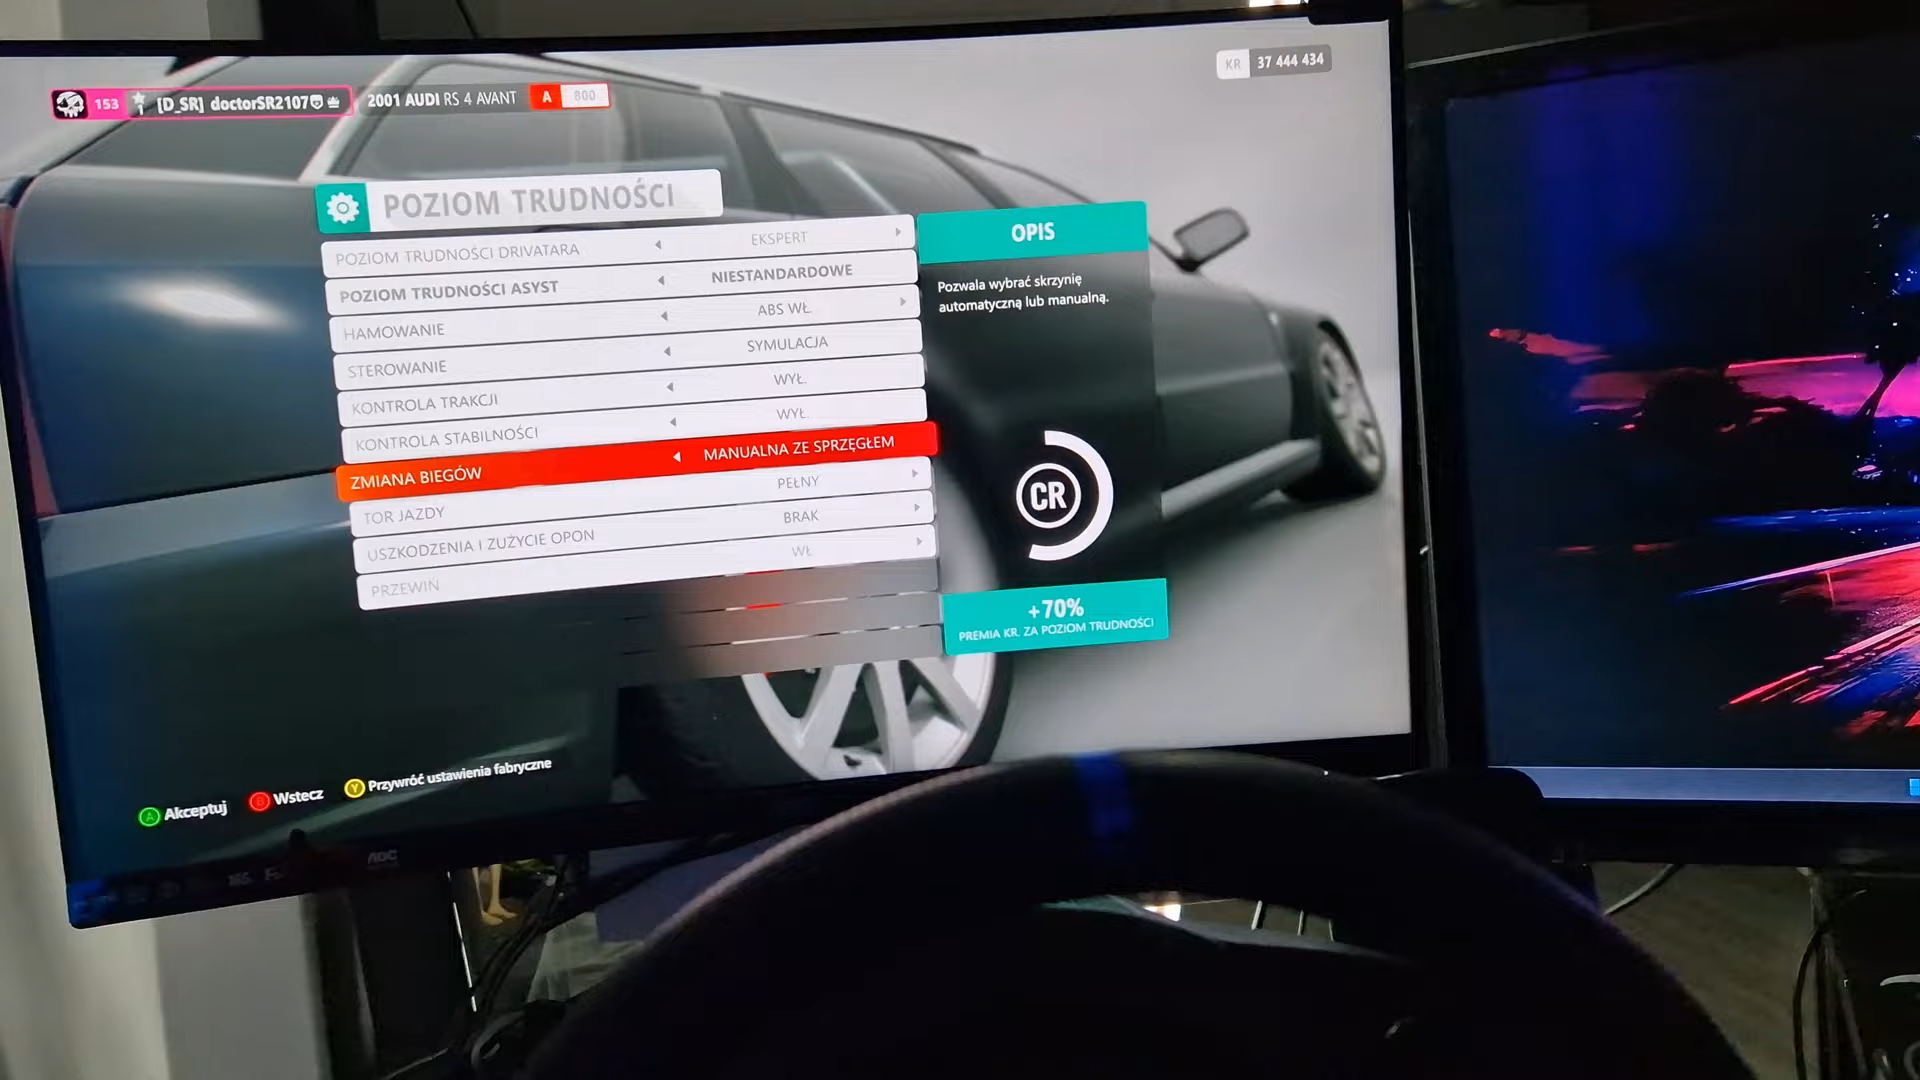 KR 37 444 434
153 [D_SR] doctorSR2107
2001 AUDI RS 4 AVANT A 800
POZIOM TRUDNOŚCI
POZIOM TRUDNOŚCI DRIVATARA EKSPERT
POZIOM TRUDNOŚCI ASYST NIESTANDARDOWE
HAMOWANIE ABS WŁ.
STEROWANIE SYMULACJA
KONTROLA TRAKCJI WYŁ.
KONTROLA STABILNOŚCI WYŁ.
ZMIANA BIEGÓW MANUALNA ZE SPRZĘGŁEM
TOR JAZDY PEŁNY
USZKODZENIA I ZUŻYCIE OPON BRAK
PRZEWIŃ WŁ.
OPIS
Pozwala wybrać skrzynię
automatyczną lub manualną.
CR
+70%
PREMIA KR. ZA POZIOM TRUDNOŚCI
A Akceptuj B Wstecz Y Przywróć ustawienia fabryczne
AOC